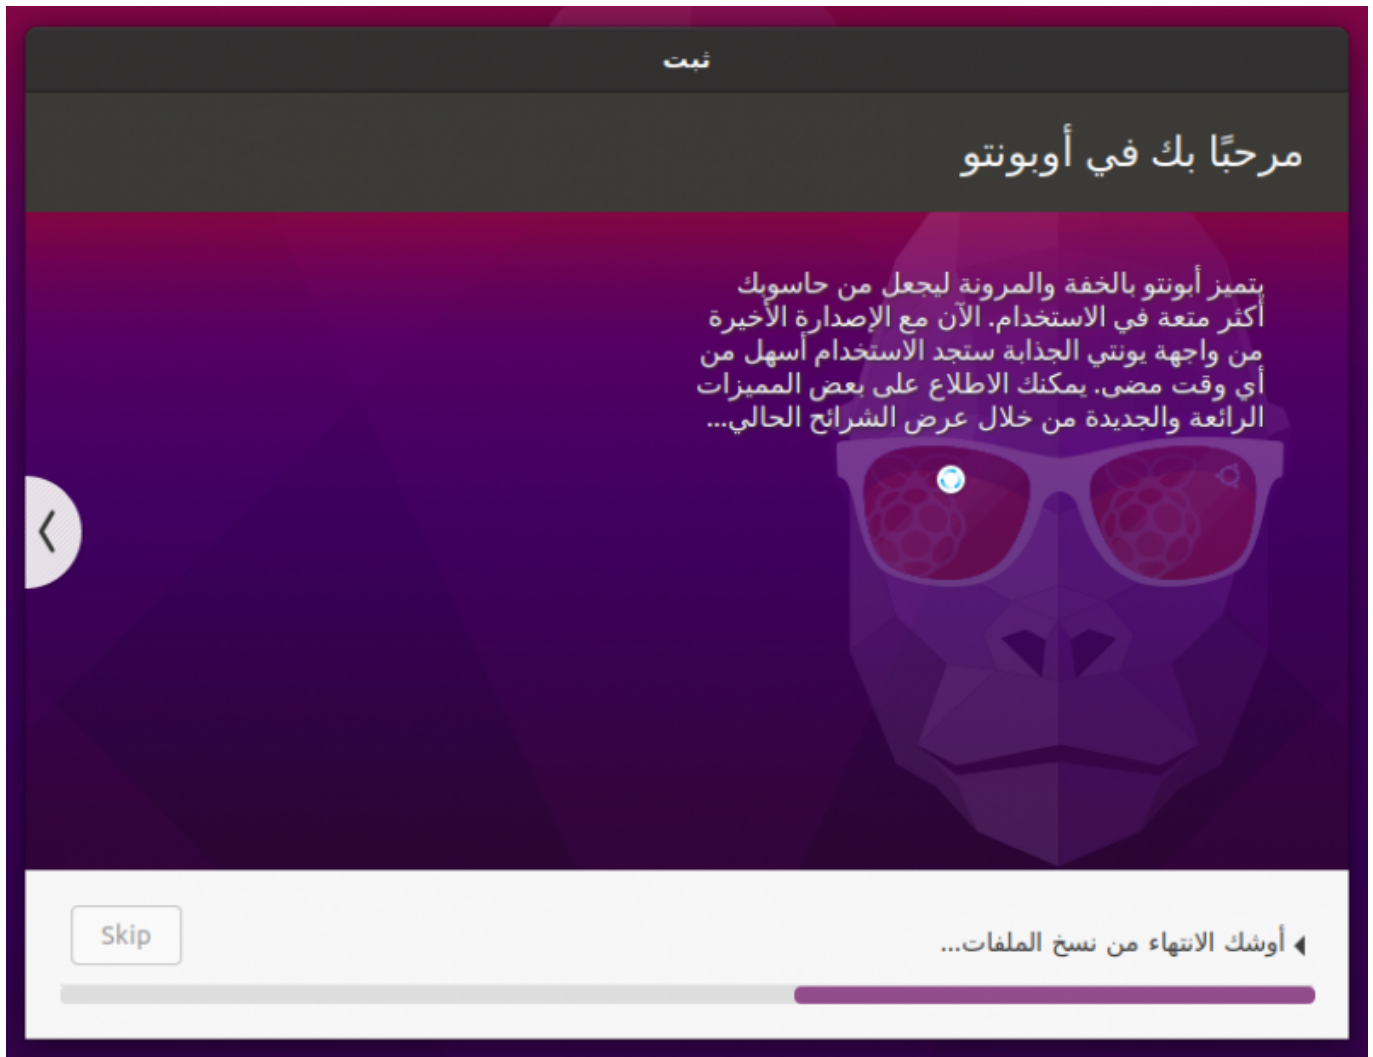 ثبت
مرحبًا بك في أوبونتو
يتميز أبونتو بالخفة والمرونة ليجعل من حاسوبك
أكثر متعة في الاستخدام. الآن مع الإصدارة الأخيرة
من واجهة يونتي الجذابة ستجد الاستخدام أسهل من
أي وقت مضى. يمكنك الاطلاع على بعض المميزات
الرائعة والجديدة من خلال عرض الشرائح الحالي...
أوشك الانتهاء من نسخ الملفات...
Skip